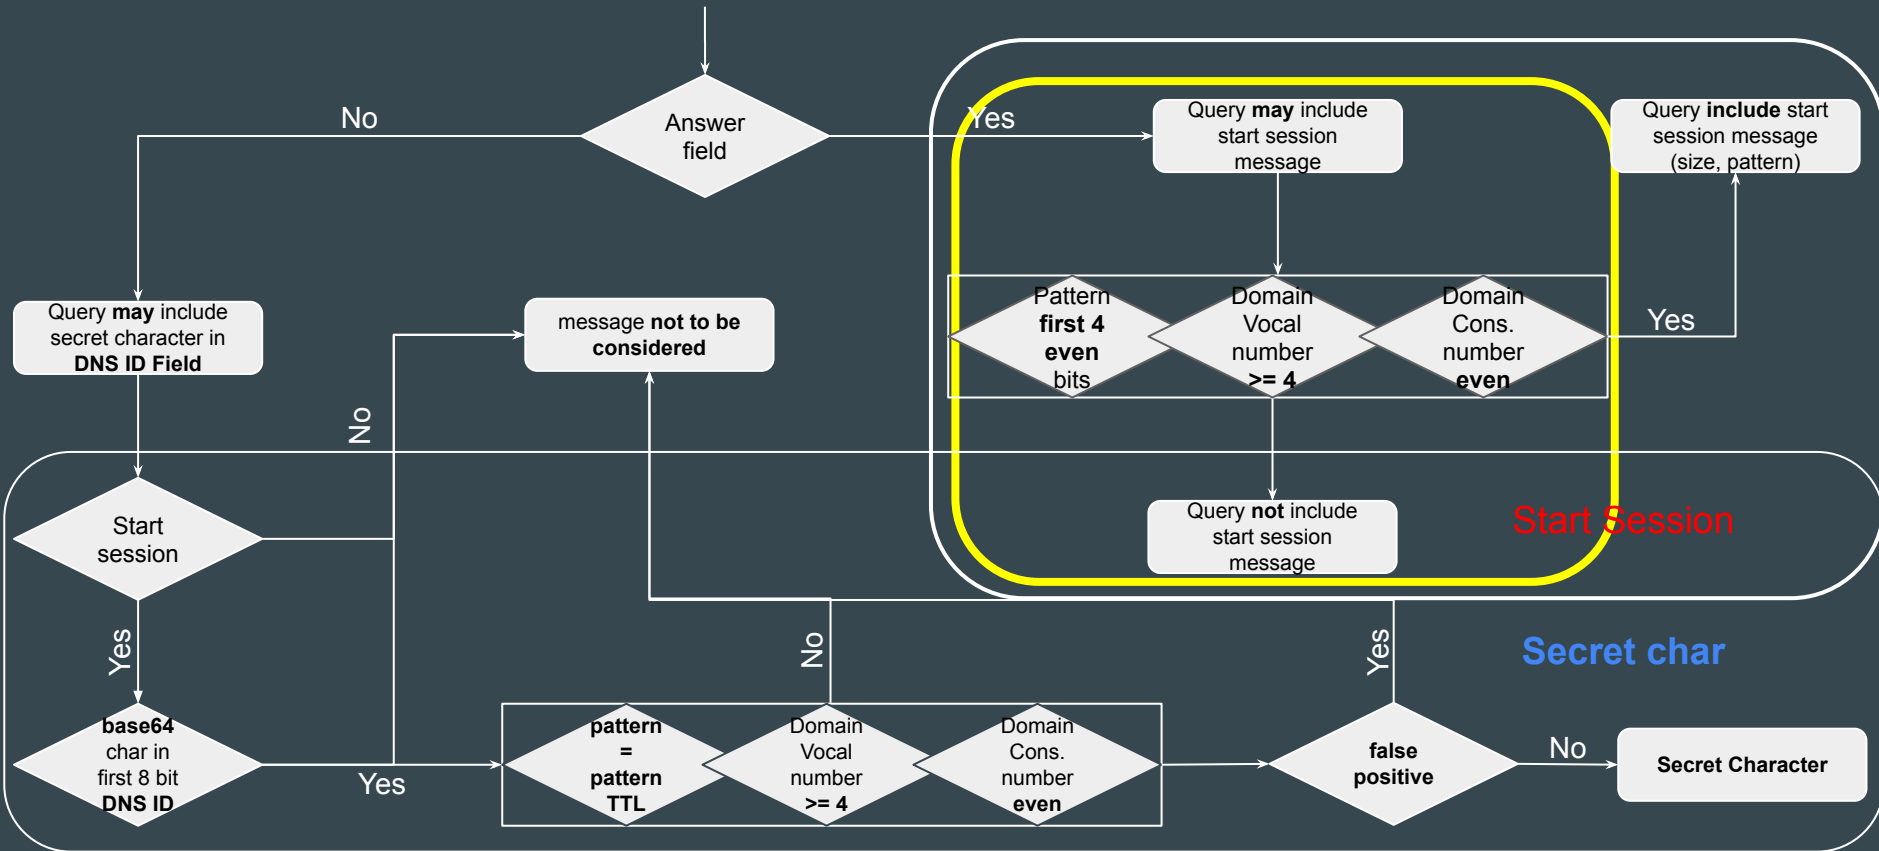 No
Answer
field
Yes
Query may include
start session
message
Query include start
session message
(size, pattern)
Query may include
secret character in
DNS ID Field
message not to be
considered
Pattern
first 4
even
bits
Domain
Vocal
number
>= 4
Domain
Cons.
number
even
Yes
No
Start
session
Query not include
start session
message
Start Session
Yes
No
Yes
Secret char
base64
char in
first 8 bit
DNS ID
Yes
pattern
=
pattern
TTL
Domain
Vocal
number
>= 4
Domain
Cons.
number
even
false
positive
No
Secret Character